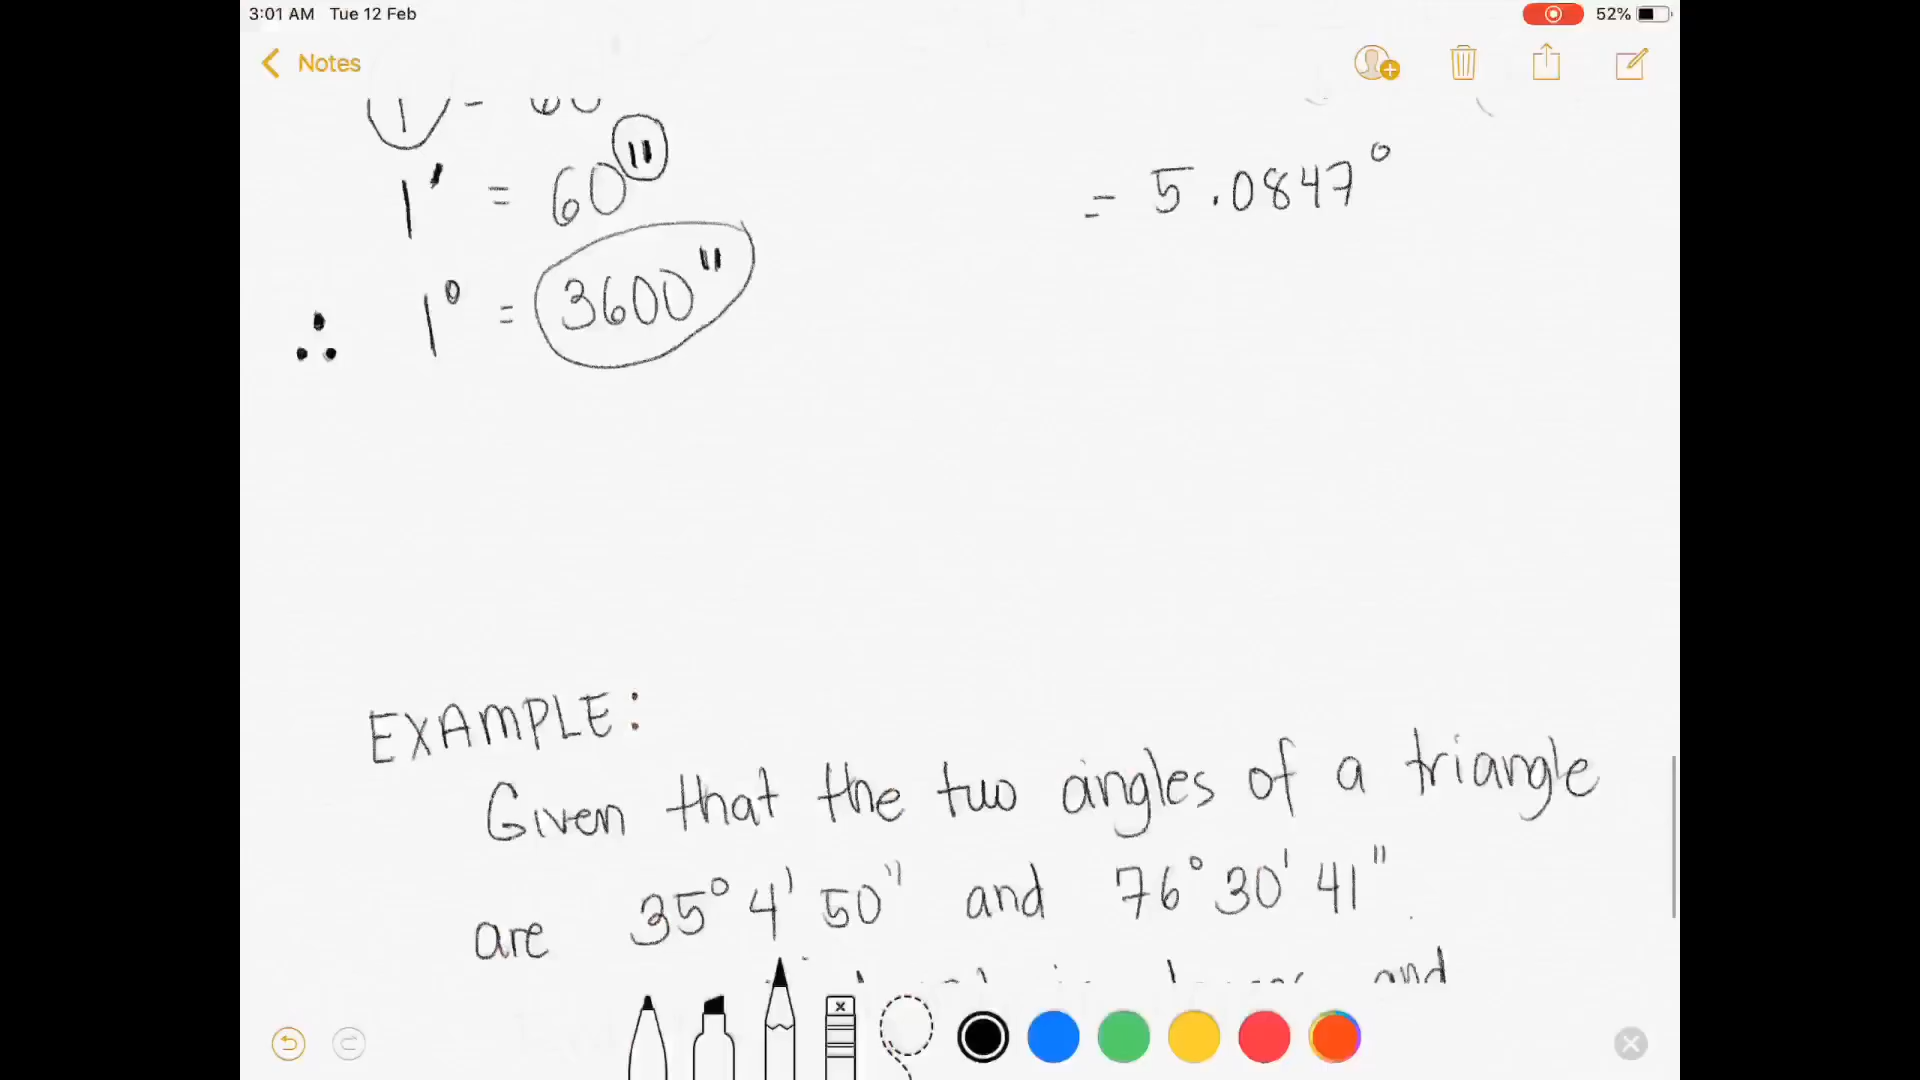 3:01 AM Tue 12 Feb
52%
Notes
1' = 60"
= 5.0847°
∴ 1° = 3600"
EXAMPLE:
Given that the two angles of a triangle
are 35° 4' 50" and 76° 30' 41".
and